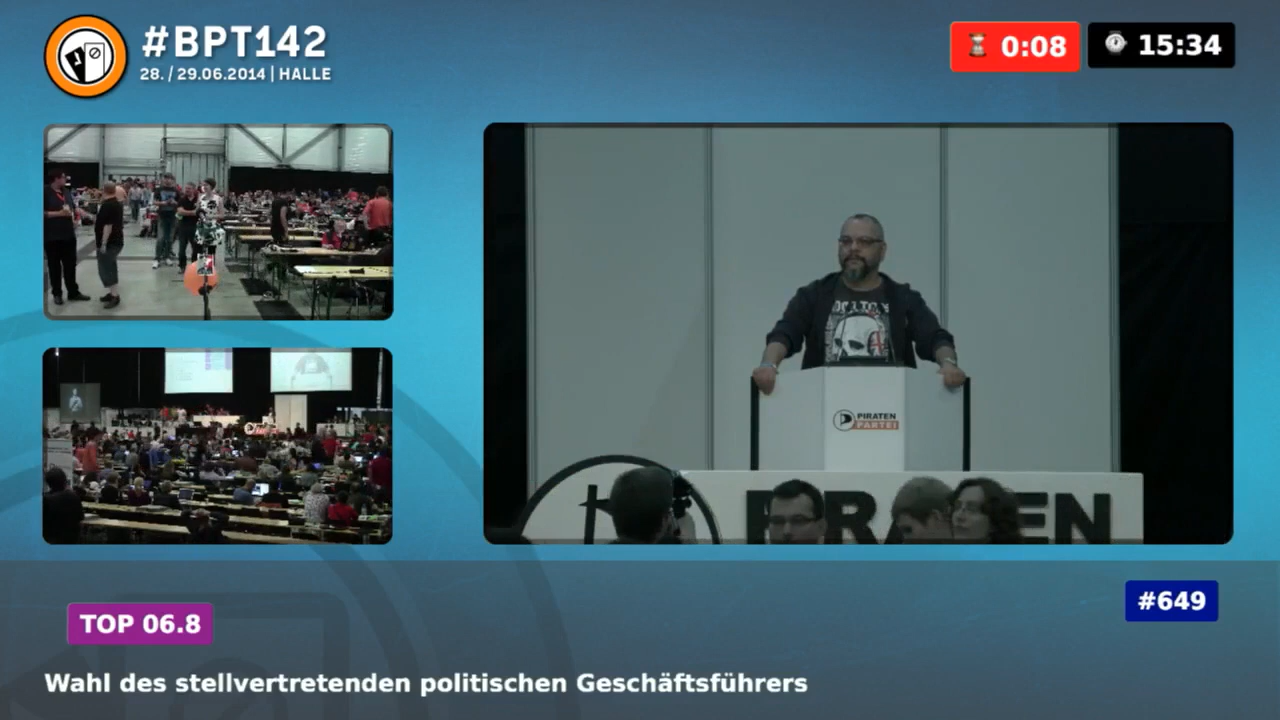 #BPT142
28. / 29.06.2014 | HALLE
0:08
15:34
PIRATEN
PARTEI
#649
TOP 06.8
Wahl des stellvertretenden politischen Geschäftsführers